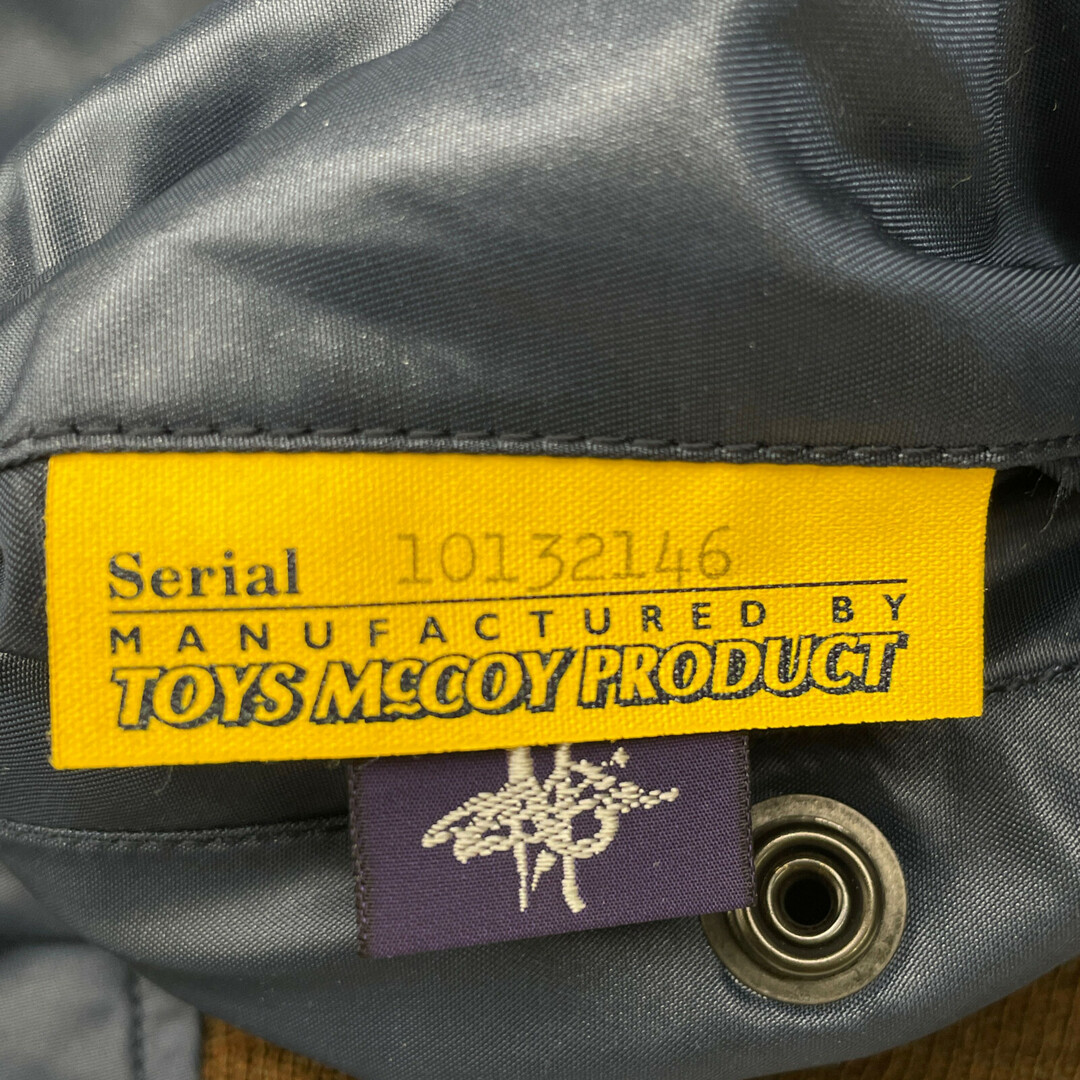 Serial 10132146
MANUFACTURED BY
TOYS McCOY PRODUCT